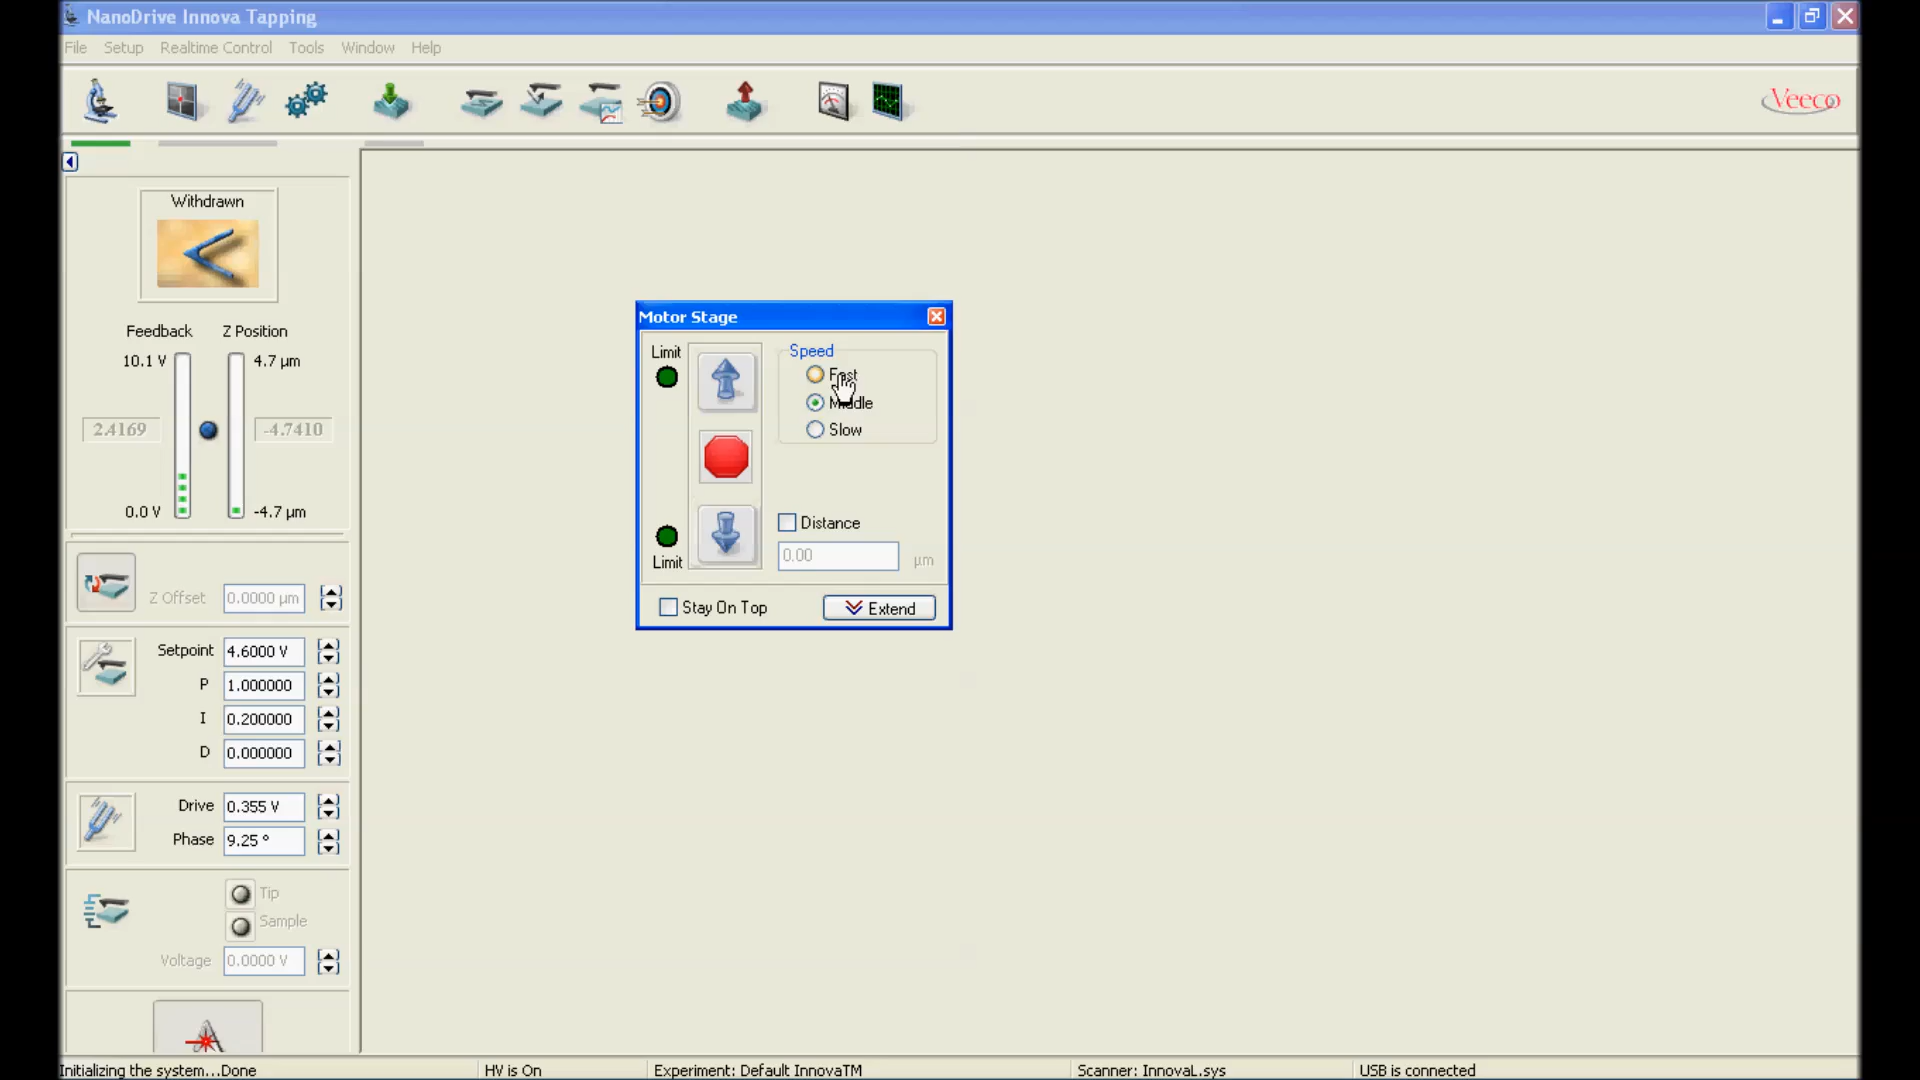 NanoDrive Innova Tapping
File Setup Realtime Control Tools Window Help
Veeco
Withdrawn
Feedback Z Position
10.1 V 4.7 µm
2.4169 -4.7410
0.0 V -4.7 µm
Z Offset 0.0000 µm
Setpoint 4.6000 V
P 1.000000
I 0.200000
D 0.000000
Drive 0.355 V
Phase 9.25 °
Tip
Sample
Voltage 0.0000 V
Motor Stage
Limit Speed
Fast
Middle
Slow
Distance
0.00 µm
Limit
Stay On Top Extend
Initializing the system...Done HV is On Experiment: Default InnovaTM Scanner: InnovaL.sys USB is connected